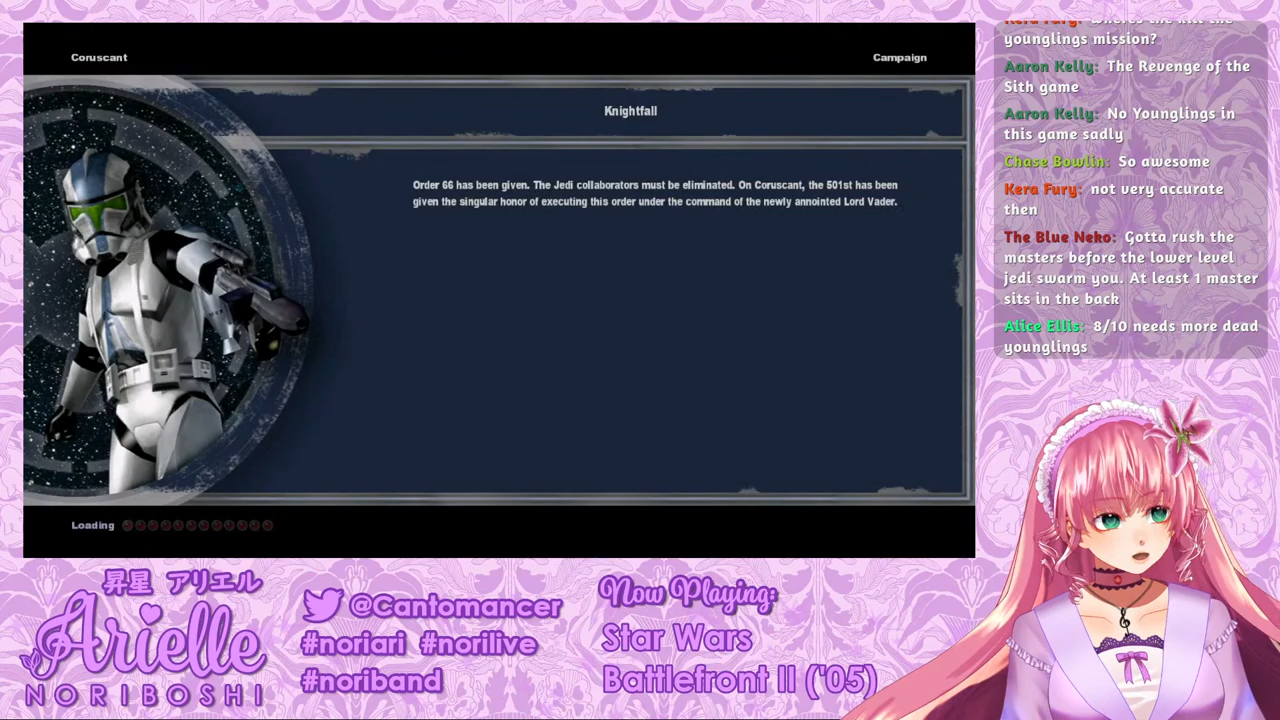 Coruscant
Campaign
Knightfall
Order 66 has been given. The Jedi collaborators must be eliminated. On Coruscant, the 501st has been
given the singular honor of executing this order under the command of the newly annointed Lord Vader.
Loading
Kera Fury: wheres the kill the
younglings mission?
Aaron Kelly: The Revenge of the
Sith game
Aaron Kelly: No Younglings in
this game sadly
Chase Bowlin: So awesome
Kera Fury: not very accurate
then
The Blue Neko: Gotta rush the
masters before the lower level
jedi swarm you. At least 1 master
sits in the back
Alice Ellis: 8/10 needs more dead
younglings
昇星 アリエル
Arielle
NORIBOSHI
@Cantomancer
#noriari #norilive
#noriband
Now Playing:
Star Wars
Battlefront II ('05)